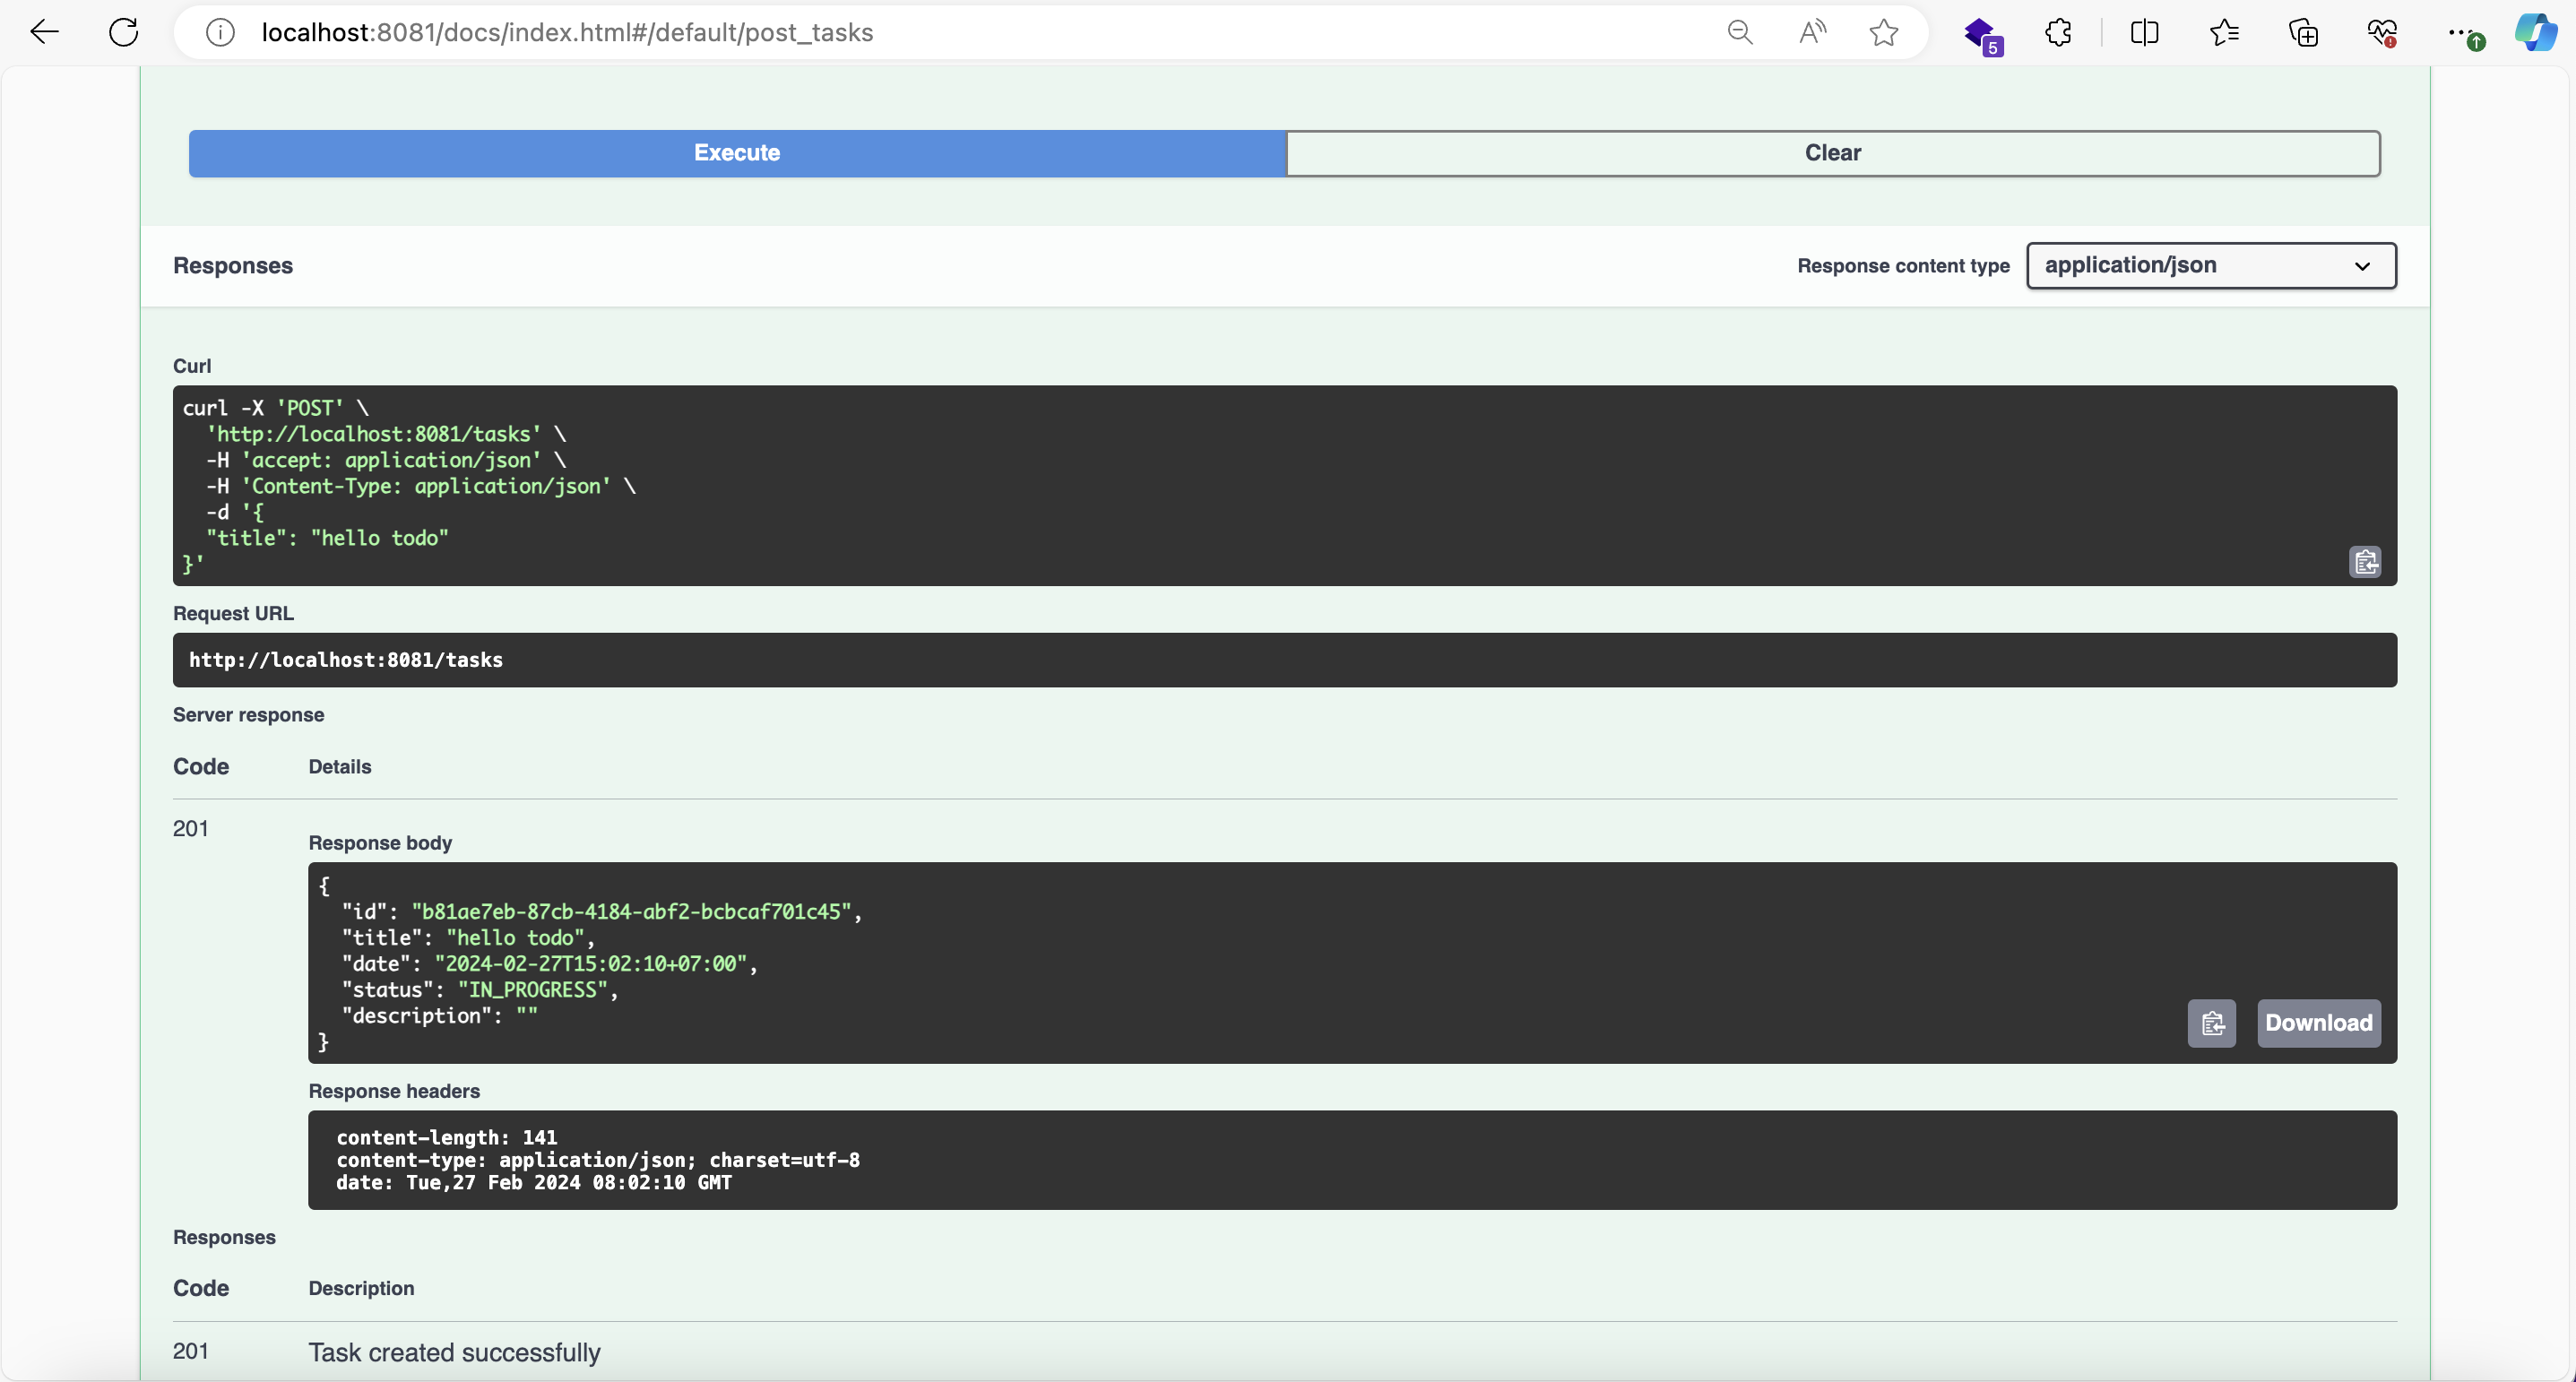 localhost:8081/docs/index.html#/default/post_tasks
5
Execute
Clear
Responses
Response content type
application/json
Curl
curl -X 'POST' \
  'http://localhost:8081/tasks' \
  -H 'accept: application/json' \
  -H 'Content-Type: application/json' \
  -d '{
  "title": "hello todo"
}'
Request URL
http://localhost:8081/tasks
Server response
Code Details
201
Response body
{
  "id": "b81ae7eb-87cb-4184-abf2-bcbcaf701c45",
  "title": "hello todo",
  "date": "2024-02-27T15:02:10+07:00",
  "status": "IN_PROGRESS",
  "description": ""
}
Download
Response headers
content-length: 141
content-type: application/json; charset=utf-8
date: Tue,27 Feb 2024 08:02:10 GMT
Responses
Code Description
201 Task created successfully